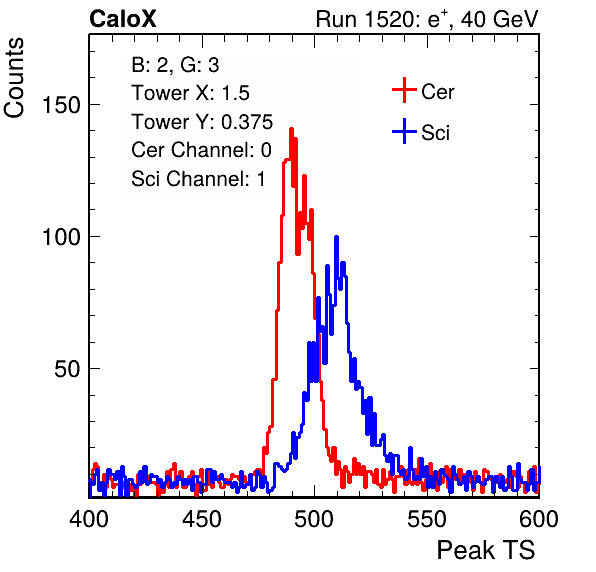 CaloX
Run 1520: e+, 40 GeV
Counts
B: 2, G: 3
Tower X: 1.5
Tower Y: 0.375
Cer Channel: 0
Sci Channel: 1
Cer
Sci
150
100
50
400 450 500 550 600
Peak TS